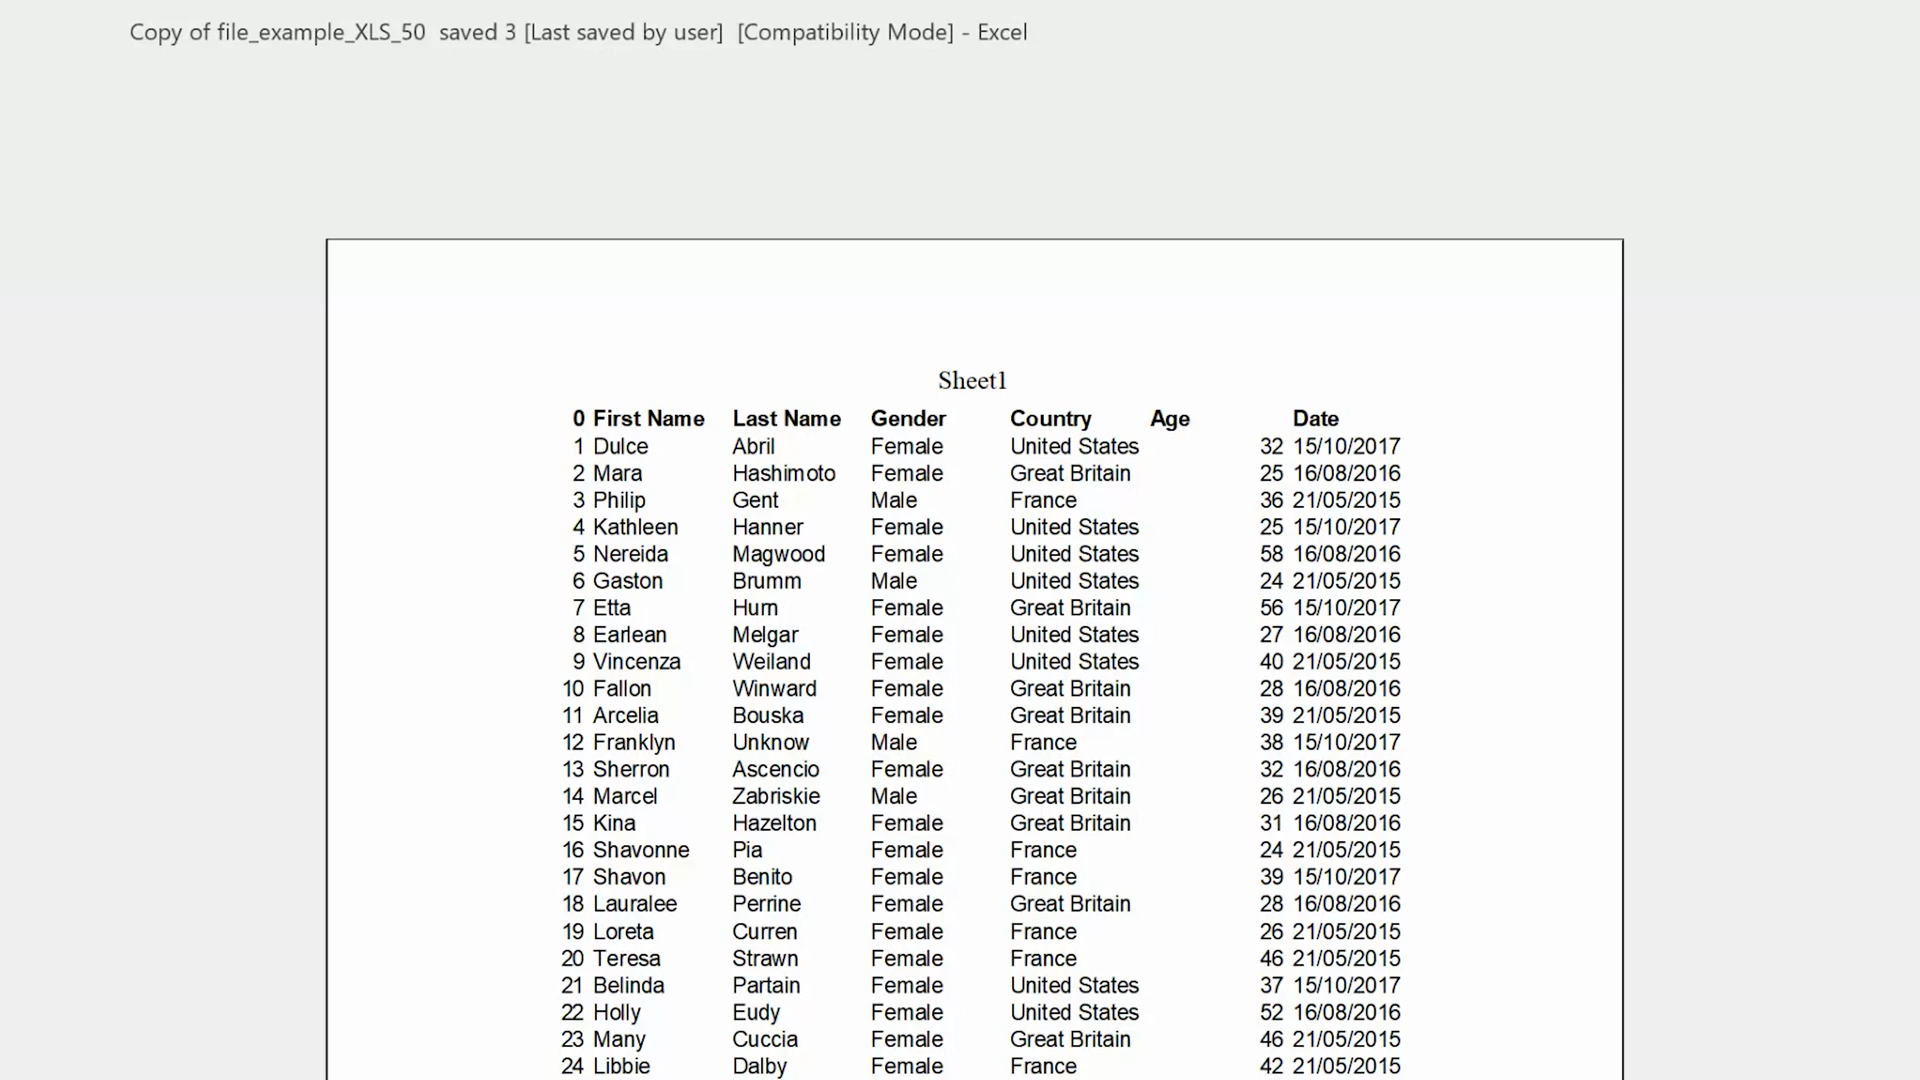 Copy of file_example_XLS_50 saved 3 [Last saved by user] [Compatibility Mode] - Excel
Sheet1
0 First Name Last Name Gender Country Age Date
1 Dulce Abril Female United States 32 15/10/2017
2 Mara Hashimoto Female Great Britain 25 16/08/2016
3 Philip Gent Male France 36 21/05/2015
4 Kathleen Hanner Female United States 25 15/10/2017
5 Nereida Magwood Female United States 58 16/08/2016
6 Gaston Brumm Male United States 24 21/05/2015
7 Etta Hurn Female Great Britain 56 15/10/2017
8 Earlean Melgar Female United States 27 16/08/2016
9 Vincenza Weiland Female United States 40 21/05/2015
10 Fallon Winward Female Great Britain 28 16/08/2016
11 Arcelia Bouska Female Great Britain 39 21/05/2015
12 Franklyn Unknow Male France 38 15/10/2017
13 Sherron Ascencio Female Great Britain 32 16/08/2016
14 Marcel Zabriskie Male Great Britain 26 21/05/2015
15 Kina Hazelton Female Great Britain 31 16/08/2016
16 Shavonne Pia Female France 24 21/05/2015
17 Shavon Benito Female France 39 15/10/2017
18 Lauralee Perrine Female Great Britain 28 16/08/2016
19 Loreta Curren Female France 26 21/05/2015
20 Teresa Strawn Female France 46 21/05/2015
21 Belinda Partain Female United States 37 15/10/2017
22 Holly Eudy Female United States 52 16/08/2016
23 Many Cuccia Female Great Britain 46 21/05/2015
24 Libbie Dalby Female France 42 21/05/2015